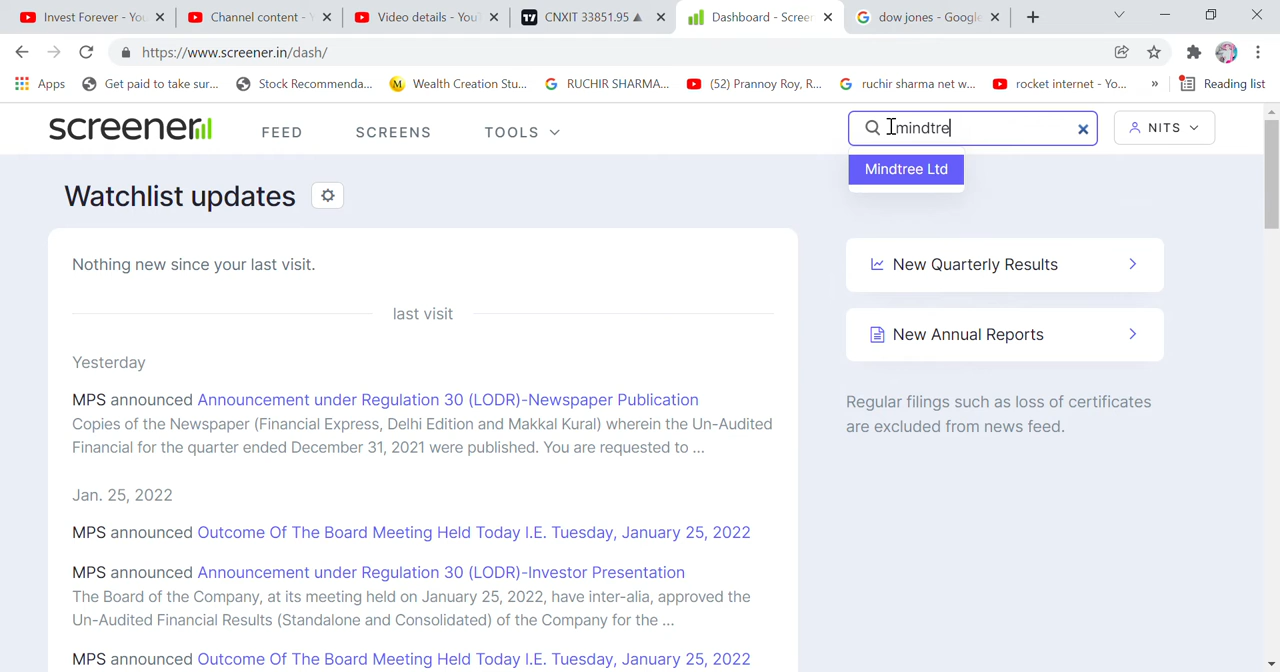 Invest Forever - You
Channel content - Y
Video details - You
CNXIT 33851.95 ▲
Dashboard - Screen
dow jones - Google
https://www.screener.in/dash/
Apps
Get paid to take sur...
Stock Recommenda...
Wealth Creation Stu...
RUCHIR SHARMA...
(52) Prannoy Roy, R...
ruchir sharma net w...
rocket internet - Yo...
»
Reading list
screener
FEED
SCREENS
TOOLS
mindtre
NITS
Mindtree Ltd
Watchlist updates
Nothing new since your last visit.
last visit
Yesterday
MPS announced Announcement under Regulation 30 (LODR)-Newspaper Publication
Copies of the Newspaper (Financial Express, Delhi Edition and Makkal Kural) wherein the Un-Audited
Financial for the quarter ended December 31, 2021 were published. You are requested to ...
Jan. 25, 2022
MPS announced Outcome Of The Board Meeting Held Today I.E. Tuesday, January 25, 2022
MPS announced Announcement under Regulation 30 (LODR)-Investor Presentation
The Board of the Company, at its meeting held on January 25, 2022, have inter-alia, approved the
Un-Audited Financial Results (Standalone and Consolidated) of the Company for the ...
MPS announced Outcome Of The Board Meeting Held Today I.E. Tuesday, January 25, 2022
New Quarterly Results
New Annual Reports
Regular filings such as loss of certificates
are excluded from news feed.